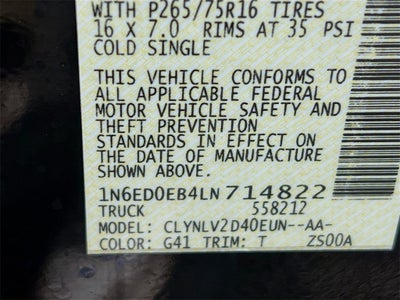 WITH P265/75R16 TIRES
16 X 7.0 RIMS AT 35 PSI
COLD SINGLE
THIS VEHICLE CONFORMS TO
ALL APPLICABLE FEDERAL
MOTOR VEHICLE SAFETY AND
THEFT PREVENTION
STANDARDS IN EFFECT ON
THE DATE OF MANUFACTURE
SHOWN ABOVE.
1N6ED0EB4LN714822
TRUCK 558212
MODEL: CLYNLV2D40EUN--AA-
COLOR: G41 TRIM: T ZS00A